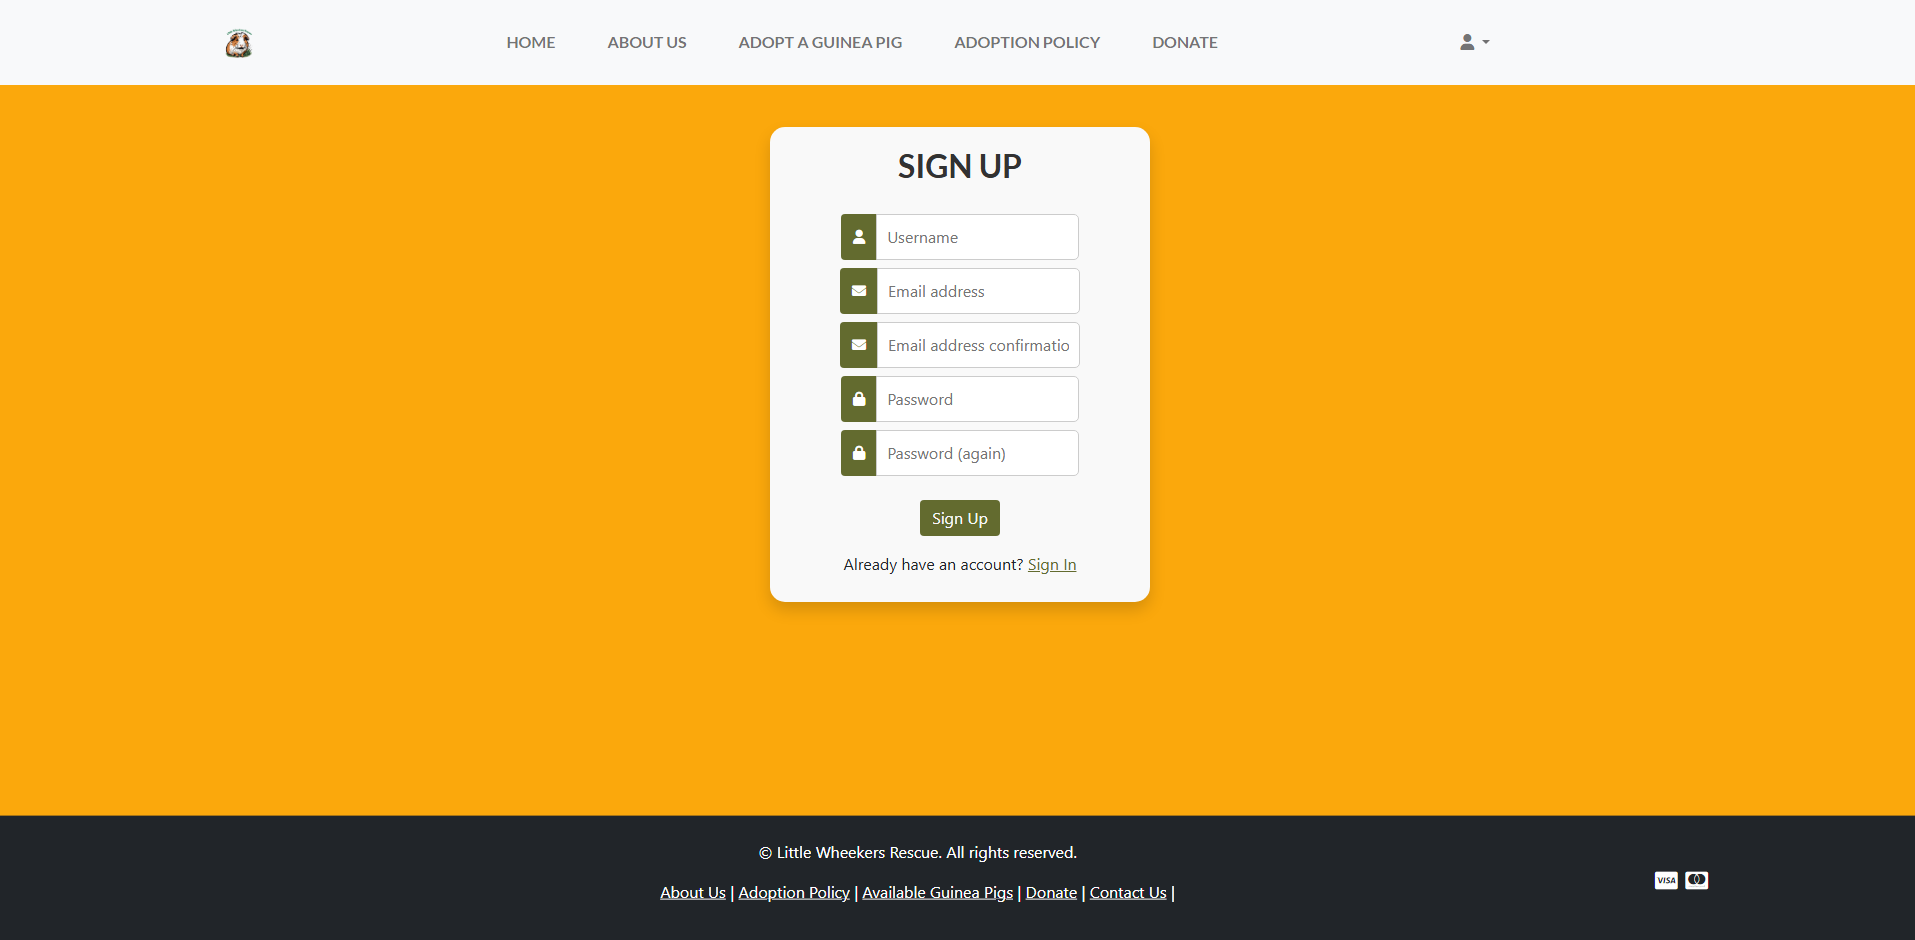 HOME ABOUT US ADOPT A GUINEA PIG ADOPTION POLICY DONATE
SIGN UP
Username
Email address
Email address confirmatio
Password
Password (again)
Sign Up
Already have an account? Sign In
© Little Wheekers Rescue. All rights reserved.
About Us | Adoption Policy | Available Guinea Pigs | Donate | Contact Us |
VISA